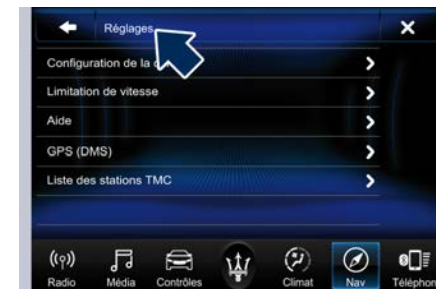 Réglages
Configuration de la
Limitation de vitesse
Aide
GPS (DMS)
Liste des stations TMC
Radio
Média
Contrôles
Climat
Nav
Téléphon